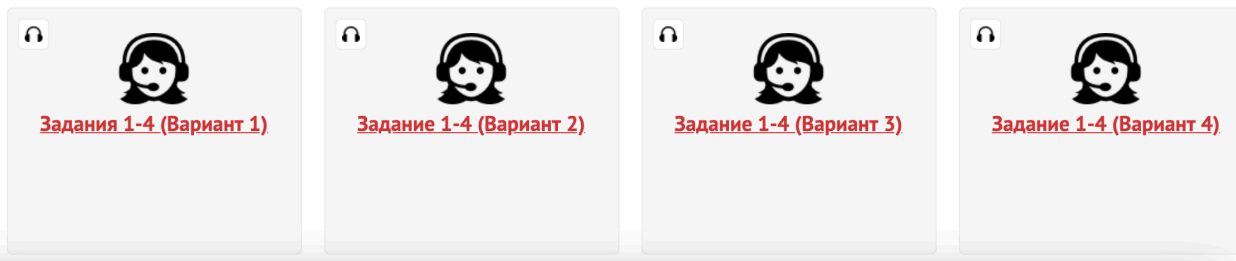 Задания 1-4 (Вариант 1)
Задание 1-4 (Вариант 2)
Задание 1-4 (Вариант 3)
Задание 1-4 (Вариант 4)